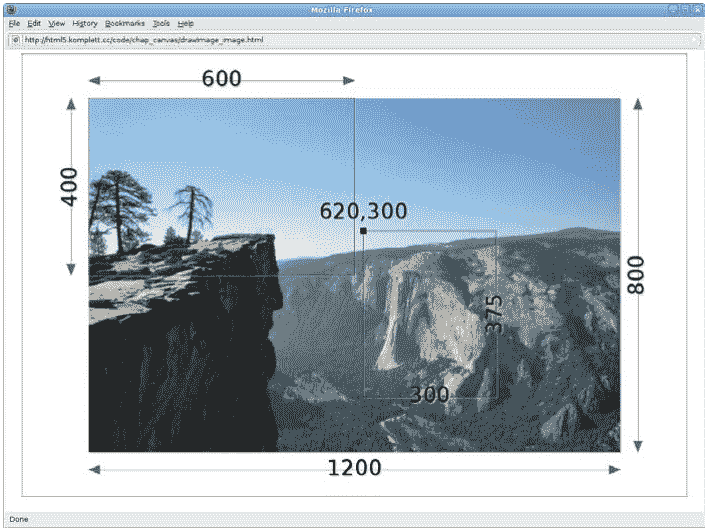 Mozilla Firefox
File Edit View History Bookmarks Tools Help
http://html5.komplett.cc/code/chap_canvas/drawImage_image.html
600
400
620,300
800
375
300
1200
Done